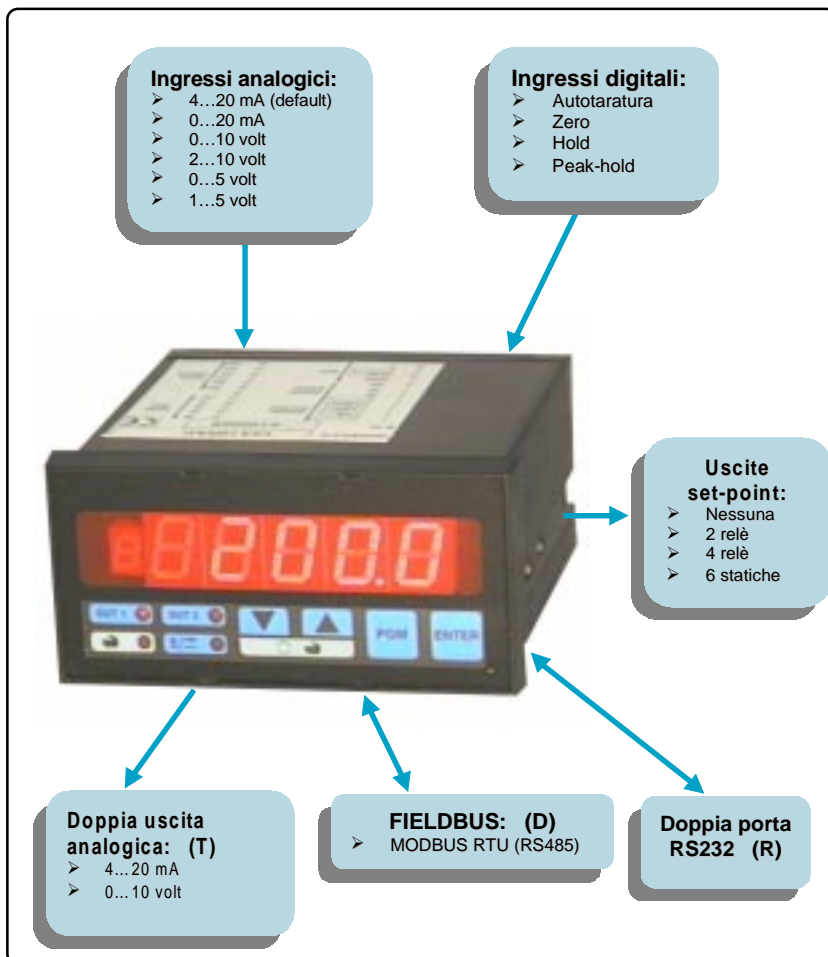 Ingressi analogici:
4…20 mA (default)
0…20 mA
0…10 volt
2…10 volt
0…5 volt
1…5 volt
Ingressi digitali:
Autotaratura
Zero
Hold
Peak-hold
Uscite
set-point:
Nessuna
2 relè
4 relè
6 statiche
200.0
OUT 1 OUT 2
PGM ENTER
Doppia uscita
analogica: (T)
4…20 mA
0…10 volt
FIELDBUS: (D)
MODBUS RTU (RS485)
Doppia porta
RS232 (R)